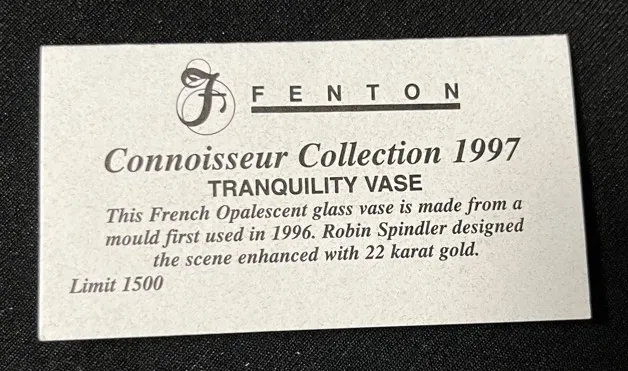 F FENTON
Connoisseur Collection 1997
TRANQUILITY VASE
This French Opalescent glass vase is made from a
mould first used in 1996. Robin Spindler designed
the scene enhanced with 22 karat gold.
Limit 1500